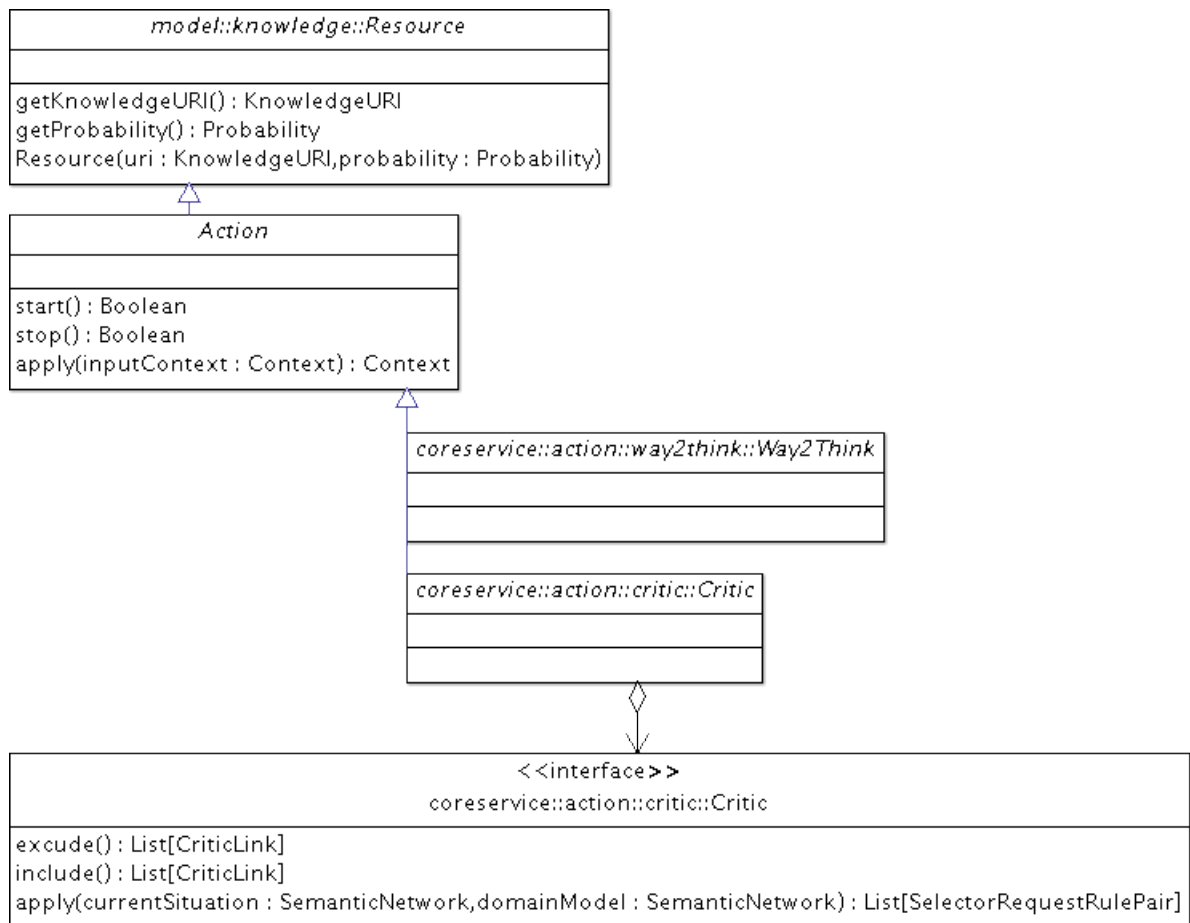 model::knowledge::Resource
getKnowledgeURI() : KnowledgeURI
getProbability() : Probability
Resource(uri : KnowledgeURI,probability : Probability)
Action
start() : Boolean
stop() : Boolean
apply(inputContext : Context) : Context
coreservice::action::way2think::Way2Think
coreservice::action::critic::Critic
<<interface>>
coreservice::action::critic::Critic
excude() : List[CriticLink]
include() : List[CriticLink]
apply(currentSituation : SemanticNetwork,domainModel : SemanticNetwork) : List[SelectorRequestRulePair]